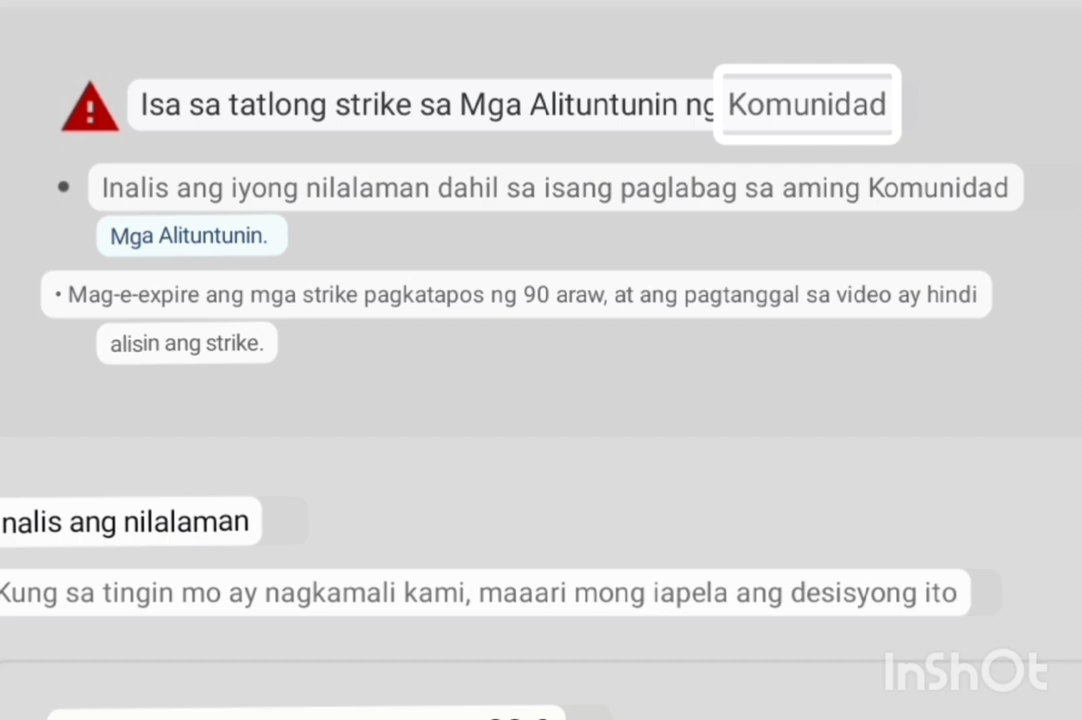 Isa sa tatlong strike sa Mga Alituntunin ng Komunidad
• Inalis ang iyong nilalaman dahil sa isang paglabag sa aming Komunidad
Mga Alituntunin.
• Mag-e-expire ang mga strike pagkatapos ng 90 araw, at ang pagtanggal sa video ay hindi
alisin ang strike.
nalis ang nilalaman
Kung sa tingin mo ay nagkamali kami, maaari mong iapela ang desisyong ito
InShOt